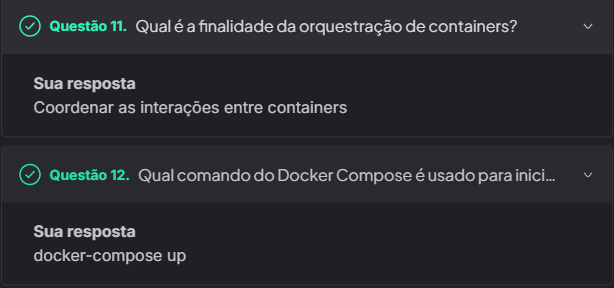 Questão 11. Qual é a finalidade da orquestração de containers?
Sua resposta
Coordenar as interações entre containers
Questão 12. Qual comando do Docker Compose é usado para inici...
Sua resposta
docker-compose up